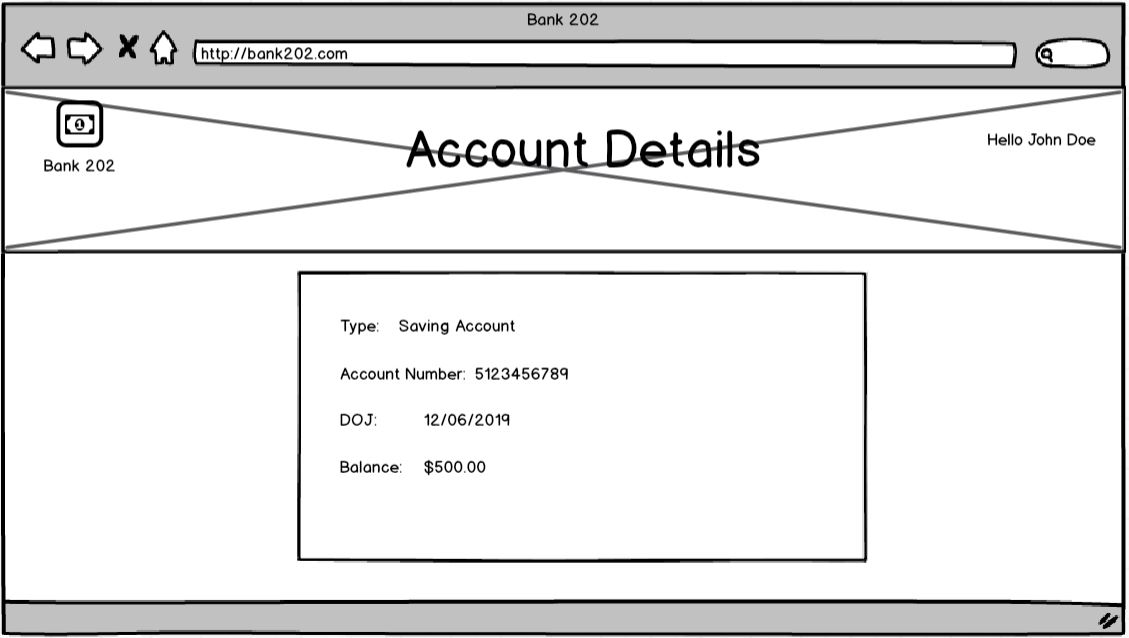 Bank 202
http://bank202.com
Bank 202
Account Details
Hello John Doe
Type: Saving Account
Account Number: 5123456789
DOJ: 12/06/2019
Balance: $500.00